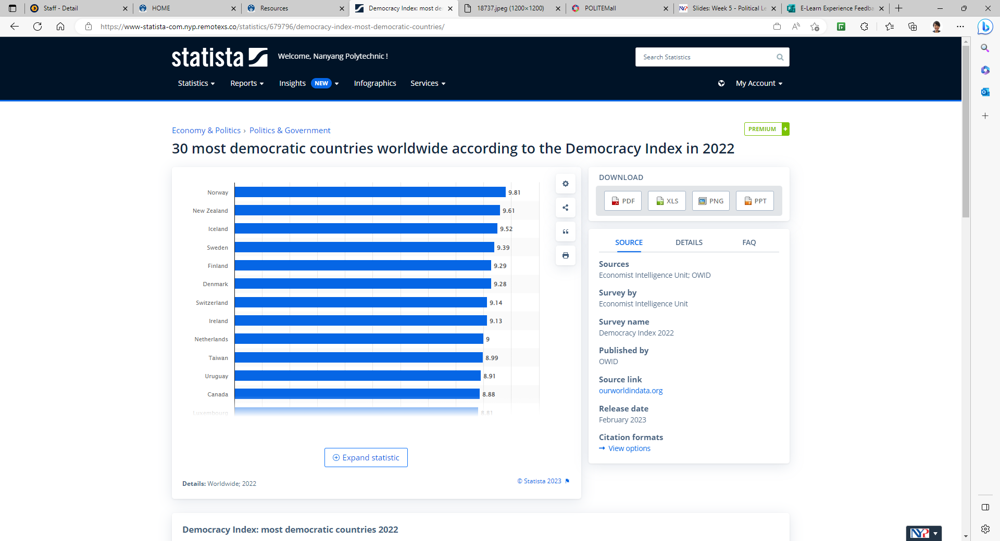 Staff - Detail
HOME
Resources
Democracy Index: most de
18737.jpeg (1200×1200)
POLITEMall
Slides: Week 5 - Political Le
E-Learn Experience Feedba
https://www-statista-com.nyp.remotexs.co/statistics/679796/democracy-index-most-democratic-countries/
statista
Welcome, Nanyang Polytechnic !
Search Statistics
Statistics
Reports
Insights NEW
Infographics
Services
My Account
Economy & Politics › Politics & Government
PREMIUM +
30 most democratic countries worldwide according to the Democracy Index in 2022
Norway 9.81
New Zealand 9.61
Iceland 9.52
Sweden 9.39
Finland 9.29
Denmark 9.28
Switzerland 9.14
Ireland 9.13
Netherlands 9
Taiwan 8.99
Uruguay 8.91
Canada 8.88
Luxembourg 8.81
Expand statistic
Details: Worldwide; 2022
© Statista 2023
DOWNLOAD
PDF XLS PNG PPT
SOURCE DETAILS FAQ
Sources
Economist Intelligence Unit; OWID
Survey by
Economist Intelligence Unit
Survey name
Democracy Index 2022
Published by
OWID
Source link
ourworldindata.org
Release date
February 2023
Citation formats
View options
Democracy Index: most democratic countries 2022
NYP